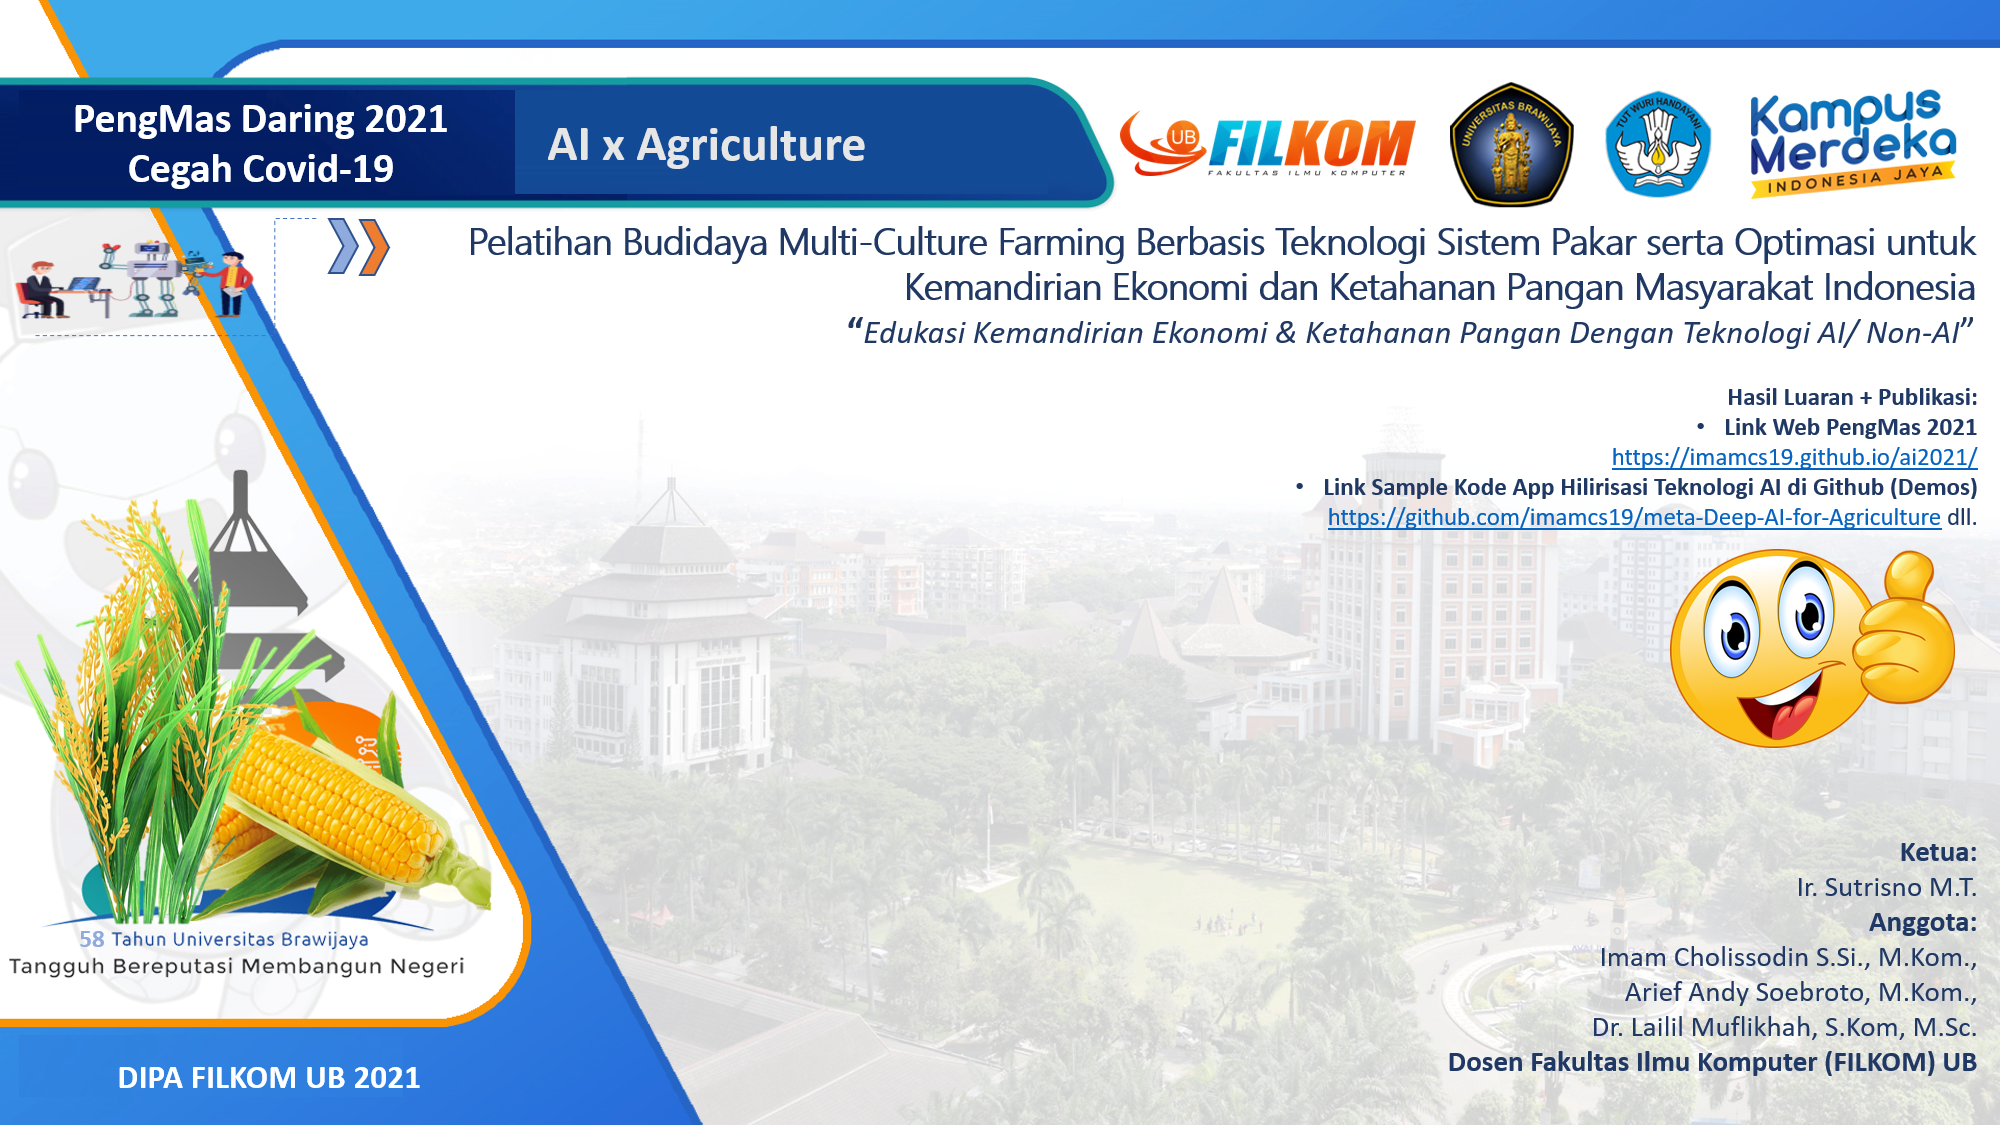 PengMas Daring 2021
Cegah Covid-19
AI x Agriculture
UB FILKOM
FAKULTAS ILMU KOMPUTER
UNIVERSITAS BRAWIJAYA
TUT WURI HANDAYANI
Kampus
Merdeka
INDONESIA JAYA
Pelatihan Budidaya Multi-Culture Farming Berbasis Teknologi Sistem Pakar serta Optimasi untuk
Kemandirian Ekonomi dan Ketahanan Pangan Masyarakat Indonesia
“Edukasi Kemandirian Ekonomi & Ketahanan Pangan Dengan Teknologi AI/ Non-AI”
Hasil Luaran + Publikasi:
• Link Web PengMas 2021
https://imamcs19.github.io/ai2021/
• Link Sample Kode App Hilirisasi Teknologi AI di Github (Demos)
https://github.com/imamcs19/meta-Deep-AI-for-Agriculture dll.
58 Tahun Universitas Brawijaya
Tangguh Bereputasi Membangun Negeri
DIPA FILKOM UB 2021
Ketua:
Ir. Sutrisno M.T.
Anggota:
Imam Cholissodin S.Si., M.Kom.,
Arief Andy Soebroto, M.Kom.,
Dr. Lailil Muflikhah, S.Kom, M.Sc.
Dosen Fakultas Ilmu Komputer (FILKOM) UB